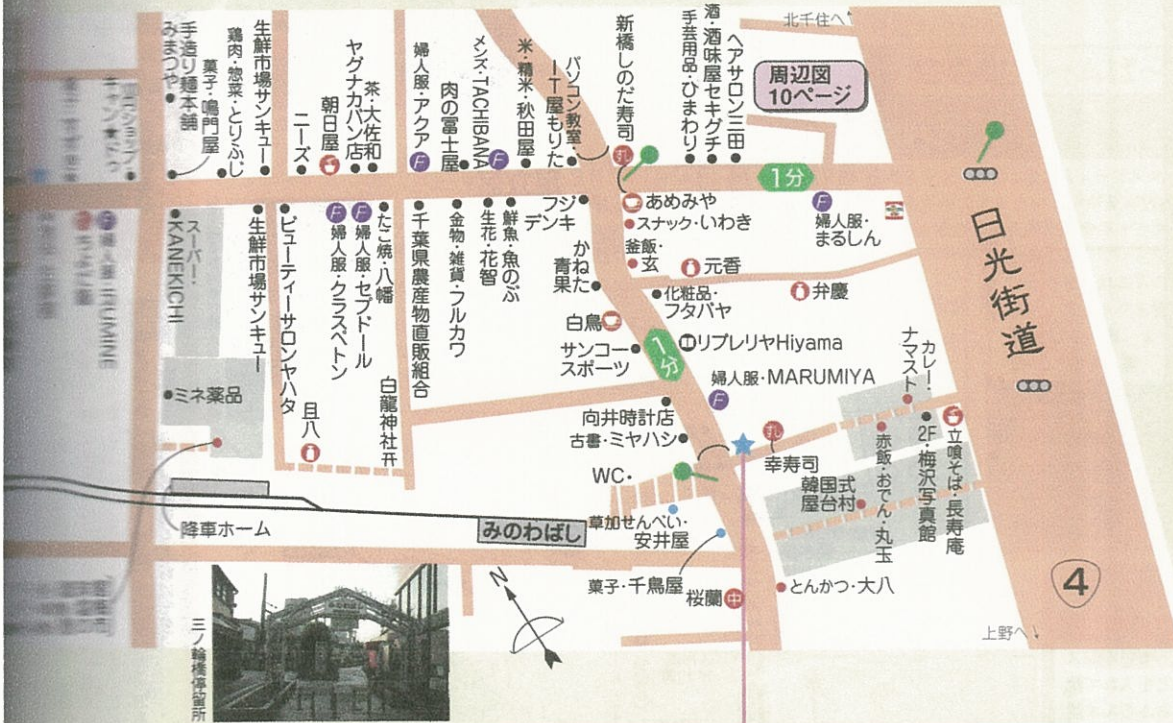 北千住へ
周辺図
10ページ
ヘアサロン三田
酒・酒味屋セキグチ
手芸用品・ひまわり
新橋しのだ寿司
すし
パソコン教室・
IT屋もりた
米・精米・秋田屋
メンズ・TACHIBANA
F
肉の冨士屋
婦人服・アクア
F
茶・大佐和
ヤグナカパン店
朝日屋
ニーズ
生鮮市場サンキュー
鶏肉・惣菜・とりふじ
菓子・鳴門屋
手造り麺本舗
みまつや
1分
日光街道
4
上野へ
あめみや
スナック・いわき
釜飯・
玄
元香
F
婦人服・
まるしん
弁慶
化粧品・
フタバヤ
フジ
デンキ
かねた
青果
鮮魚・魚のぶ
生花・花智
金物・雑貨・フルカワ
千葉県農産物直販組合
たこ焼・八幡
F
婦人服・セブドール
F
婦人服・クラスペトン
ビューティーサロンヤハタ
生鮮市場サンキュー
スーパー・
KANEKICHI
ミネ薬品
且八
白龍神社
白鳥
サンコー
スポーツ
1分
リブレリヤHiyama
婦人服・MARUMIYA
F
向井時計店
古書・ミヤハシ
WC
すし
幸寿司
カレー・
ナマスト
立喰そば・長寿庵
2F・梅沢写真館
赤飯・おでん・丸玉
韓国式
屋台村
草加せんべい・
安井屋
菓子・千鳥屋
桜蘭
中
とんかつ・大八
みのわばし
降車ホーム
N
三ノ輪橋停留所
婦人服・RUMINE